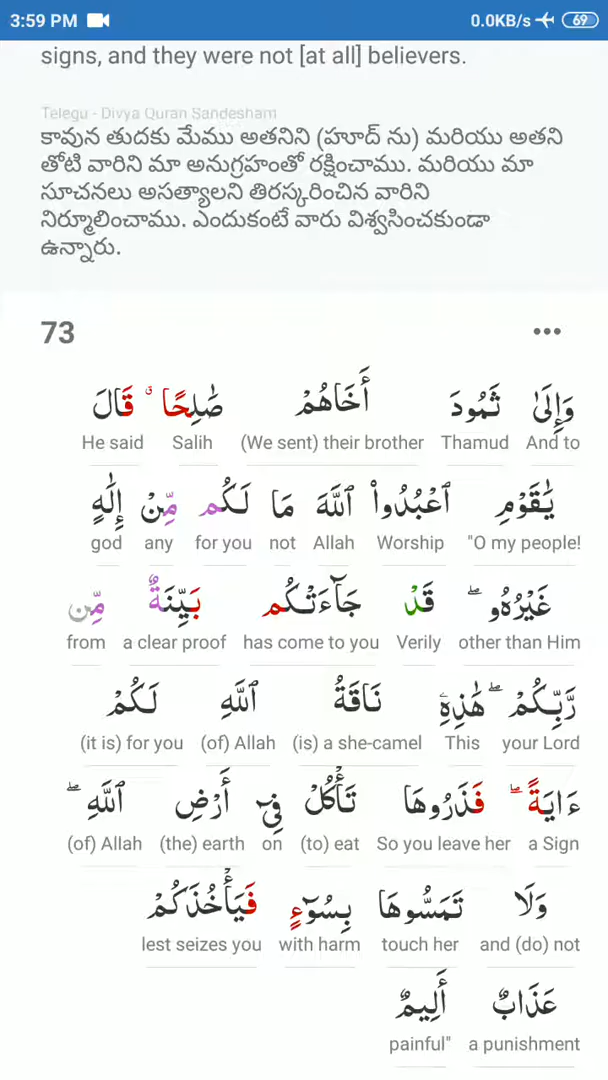 3:59 PM 0.0KB/s 69
signs, and they were not [at all] believers.
Telegu - Divya Quran Sandesham
కావున తుదకు మేము అతనిని (హూద్ ను) మరియు అతని
తోటి వారిని మా అనుగ్రహంతో రక్షించాము. మరియు మా
సూచనలు అసత్యాలని తిరస్కరించిన వారిని
నిర్మూలించాము. ఎందుకంటే వారు విశ్వసించకుండా
ఉన్నారు.
73
وَإِلَىٰ ثَمُودَ أَخَاهُمْ صَٰلِحًا ۗ قَالَ
He said Salih (We sent) their brother Thamud And to
يَٰقَوْمِ ٱعْبُدُوا۟ ٱللَّهَ مَا لَكُم مِّنْ إِلَٰهٍ
god any for you not Allah Worship "O my people!
غَيْرُهُۥ ۖ قَدْ جَآءَتْكُم بَيِّنَةٌ مِّن
from a clear proof has come to you Verily other than Him
رَّبِّكُمْ ۖ هَٰذِهِۦ نَاقَةُ ٱللَّهِ لَكُمْ
(it is) for you (of) Allah (is) a she-camel This your Lord
ءَايَةً ۖ فَذَرُوهَا تَأْكُلْ فِىٓ أَرْضِ ٱللَّهِ ۖ
(of) Allah (the) earth on (to) eat So you leave her a Sign
وَلَا تَمَسُّوهَا بِسُوٓءٍ فَيَأْخُذَكُمْ
lest seizes you with harm touch her and (do) not
عَذَابٌ أَلِيمٌ
painful" a punishment